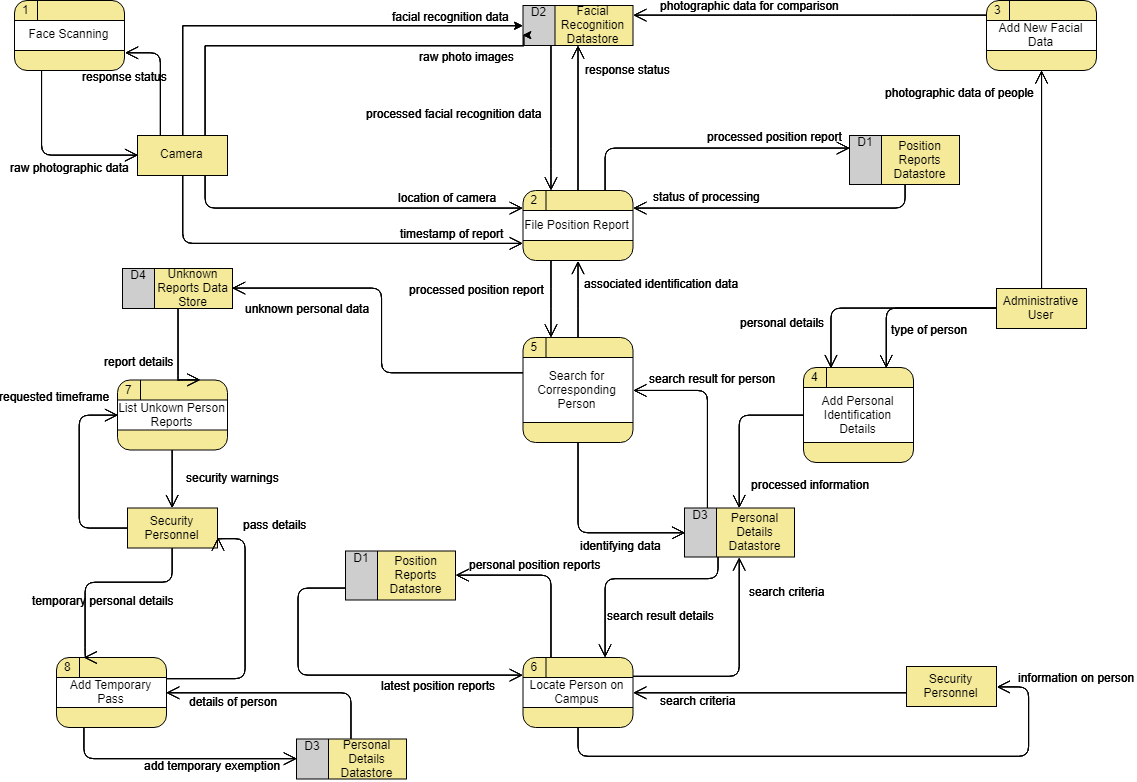 1
Face Scanning
response status
raw photographic data
Camera
facial recognition data
raw photo images
D2
Facial
Recognition
Datastore
response status
processed facial recognition data
photographic data for comparison
3
Add New Facial
Data
photographic data of people
processed position report
D1
Position
Reports
Datastore
status of processing
location of camera
timestamp of report
2
File Position Report
processed position report
associated identification data
D4
Unknown
Reports Data
Store
unknown personal data
report details
Administrative
User
personal details
type of person
4
Add Personal
Identification
Details
5
Search for
Corresponding
Person
search result for person
processed information
requested timeframe
7
List Unkown Person
Reports
security warnings
Security
Personnel
pass details
temporary personal details
identifying data
D3
Personal
Details
Datastore
search criteria
search result details
D1
Position
Reports
Datastore
personal position reports
latest position reports
6
Locate Person on
Campus
search criteria
Security
Personnel
information on person
8
Add Temporary
Pass
details of person
add temporary exemption
D3
Personal
Details
Datastore